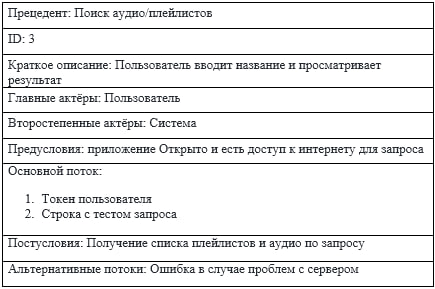 Прецедент: Поиск аудио/плейлистов
ID: 3
Краткое описание: Пользователь вводит название и просматривает
результат
Главные актёры: Пользователь
Второстепенные актёры: Система
Предусловия: приложение Открыто и есть доступ к интернету для запроса
Основной поток:
1. Токен пользователя
2. Строка с тестом запроса
Постусловия: Получение списка плейлистов и аудио по запросу
Альтернативные потоки: Ошибка в случае проблем с сервером